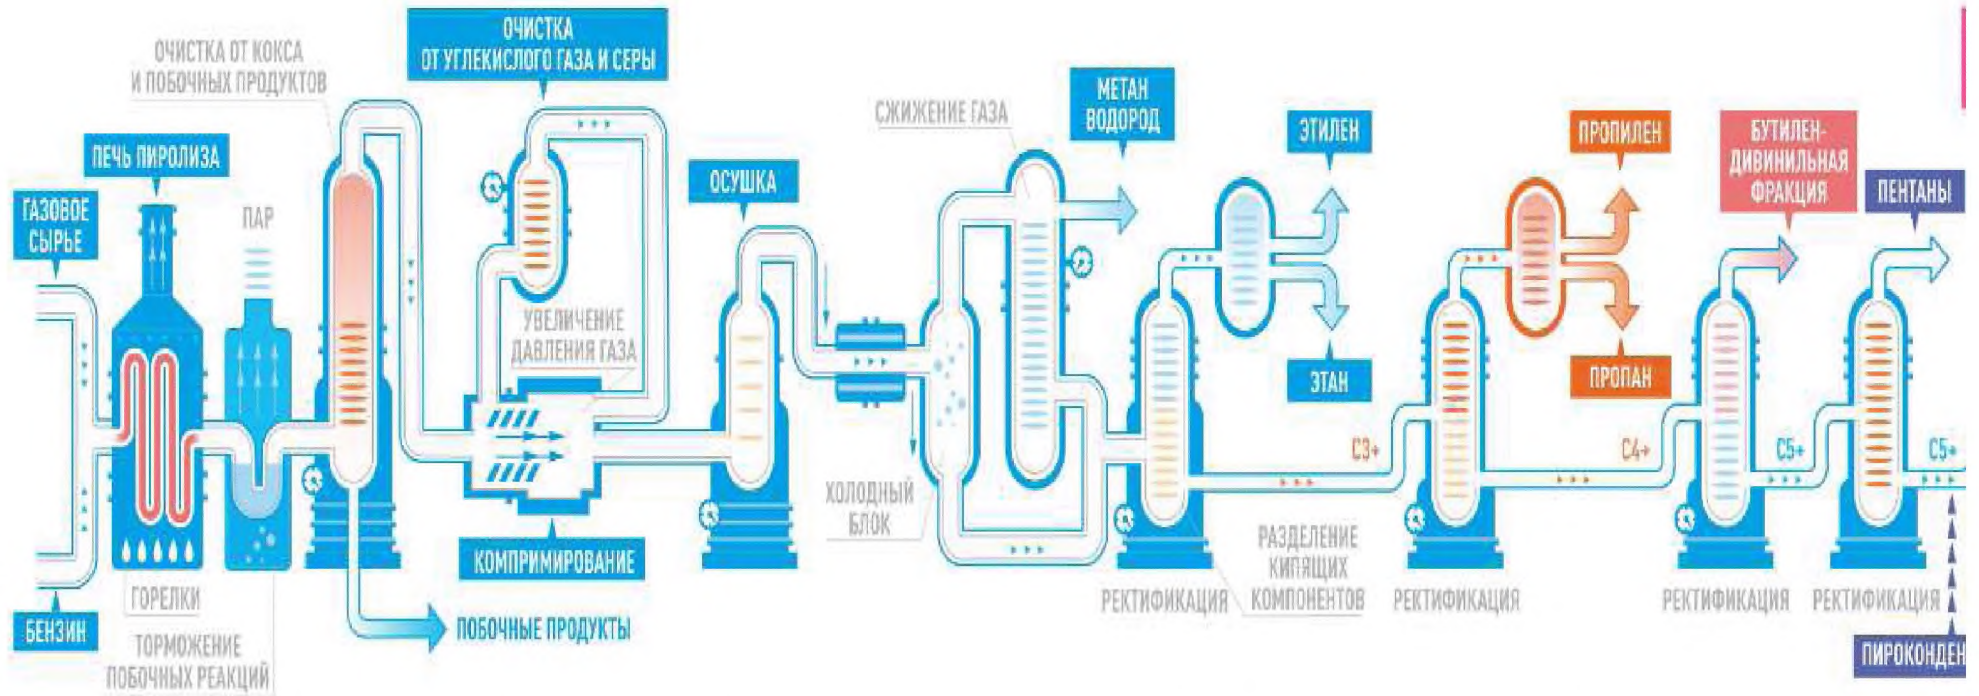 ОЧИСТКА ОТ КОКСА
И ПОБОЧНЫХ ПРОДУКТОВ
ОЧИСТКА
ОТ УГЛЕКИСЛОГО ГАЗА И СЕРЫ
ПЕЧЬ ПИРОЛИЗА
ГАЗОВОЕ
СЫРЬЕ
ПАР
УВЕЛИЧЕНИЕ
ДАВЛЕНИЯ ГАЗА
ОСУШКА
СЖИЖЕНИЕ ГАЗА
МЕТАН
ВОДОРОД
ЭТИЛЕН
ЭТАН
ПРОПИЛЕН
ПРОПАН
БУТИЛЕН-
ДИВИНИЛЬНАЯ
ФРАКЦИЯ
ПЕНТАНЫ
C3+
C4+
C5+
C5+
ХОЛОДНЫЙ
БЛОК
КОМПРИМИРОВАНИЕ
РАЗДЕЛЕНИЕ
КИПЯЩИХ
КОМПОНЕНТОВ
РЕКТИФИКАЦИЯ
РЕКТИФИКАЦИЯ
РЕКТИФИКАЦИЯ
РЕКТИФИКАЦИЯ
ГОРЕЛКИ
БЕНЗИН
ТОРМОЖЕНИЕ
ПОБОЧНЫХ РЕАКЦИЙ
ПОБОЧНЫЕ ПРОДУКТЫ
ПИРОКОНДЕН